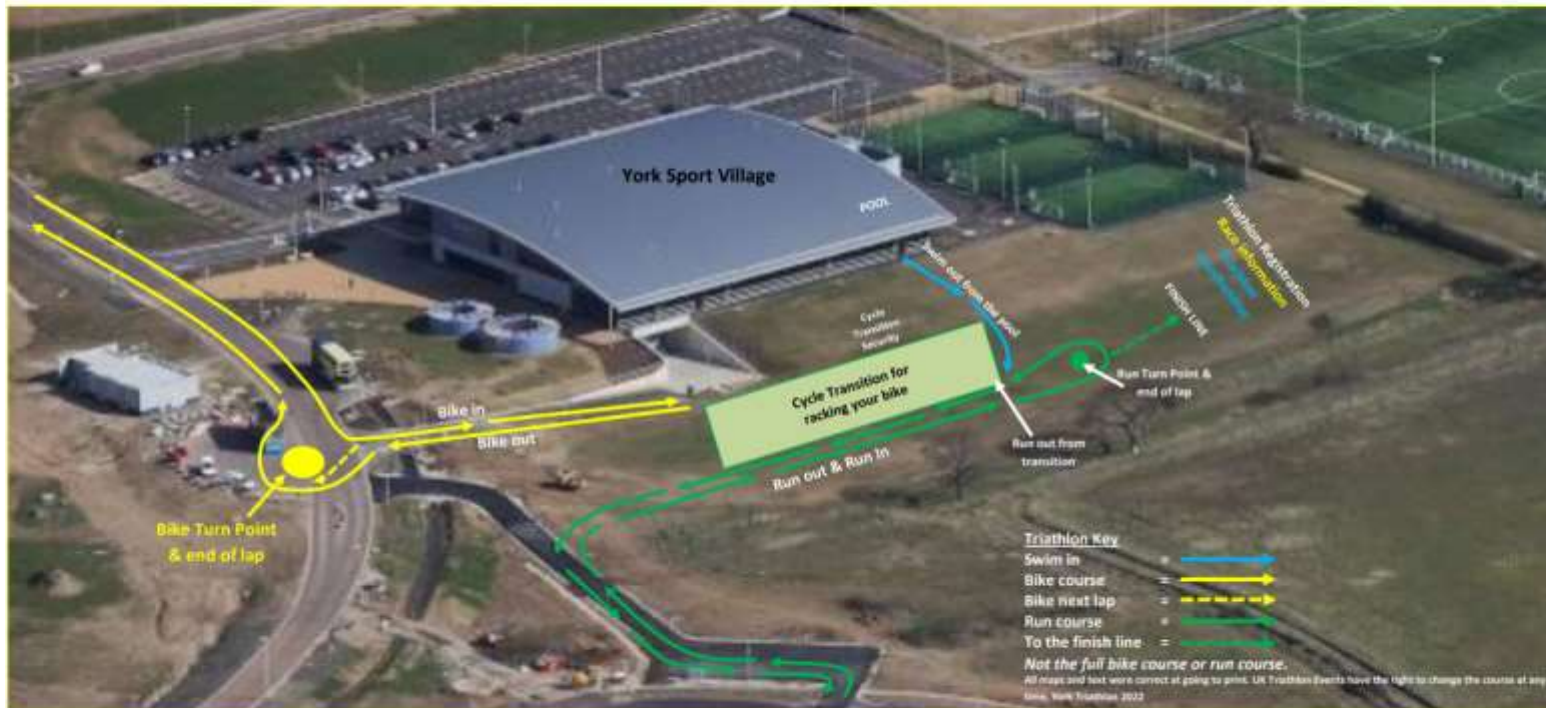 York Sport Village
POOL
Swim out from the pool
Triathlon Registration
Race information
FINISH LINE
Cycle
Transition
Security
Cycle Transition for
racking your bike
Run Turn Point &
end of lap
Bike in
Bike out
Run out from
transition
Run out & Run in
Bike Turn Point
& end of lap
Triathlon Key
Swim in =
Bike course =
Bike next lap =
Run course =
To the finish line =
Not the full bike course or run course.
All maps and text were correct at going to print. UK Triathlon Events have the right to change the course at any
time. York Triathlon 2022